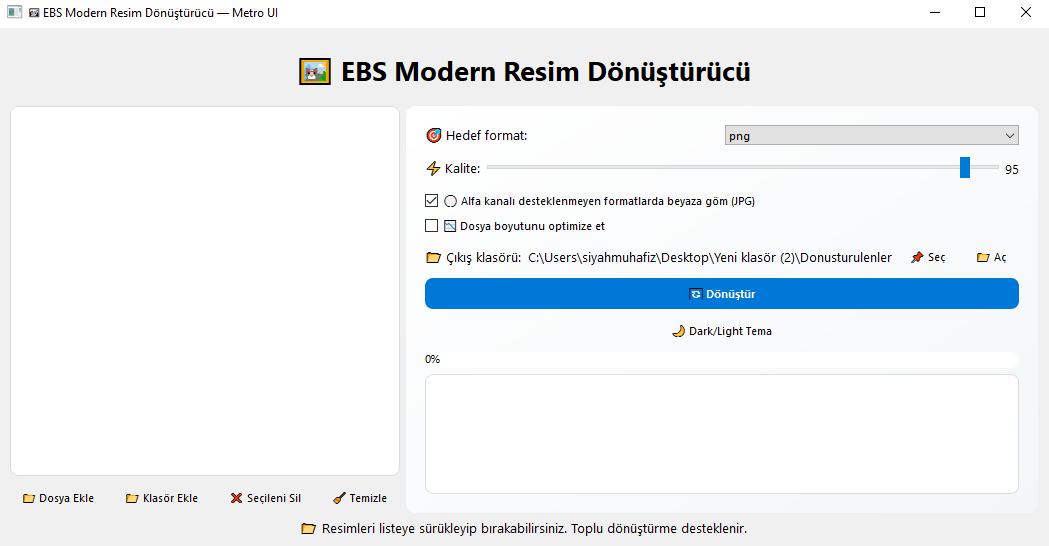 EBS Modern Resim Dönüştürücü — Metro UI
EBS Modern Resim Dönüştürücü
Hedef format:
png
Kalite:
95
Alfa kanalı desteklenmeyen formatlarda beyaza göm (JPG)
Dosya boyutunu optimize et
Çıkış klasörü: C:\Users\siyahmuhafiz\Desktop\Yeni klasör (2)\Donusturulenler
Seç
Aç
Dönüştür
Dark/Light Tema
0%
Dosya Ekle
Klasör Ekle
Seçileni Sil
Temizle
Resimleri listeye sürükleyip bırakabilirsiniz. Toplu dönüştürme desteklenir.